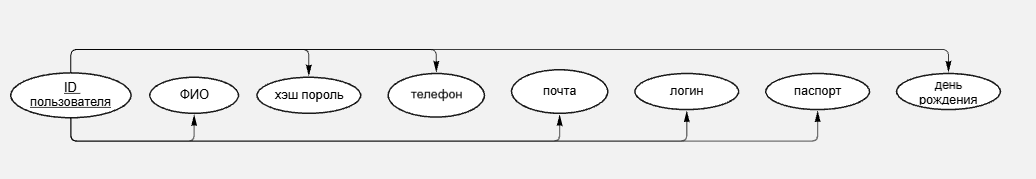 ID
пользователя
ФИО
хэш пороль
телефон
почта
логин
паспорт
день
рождения